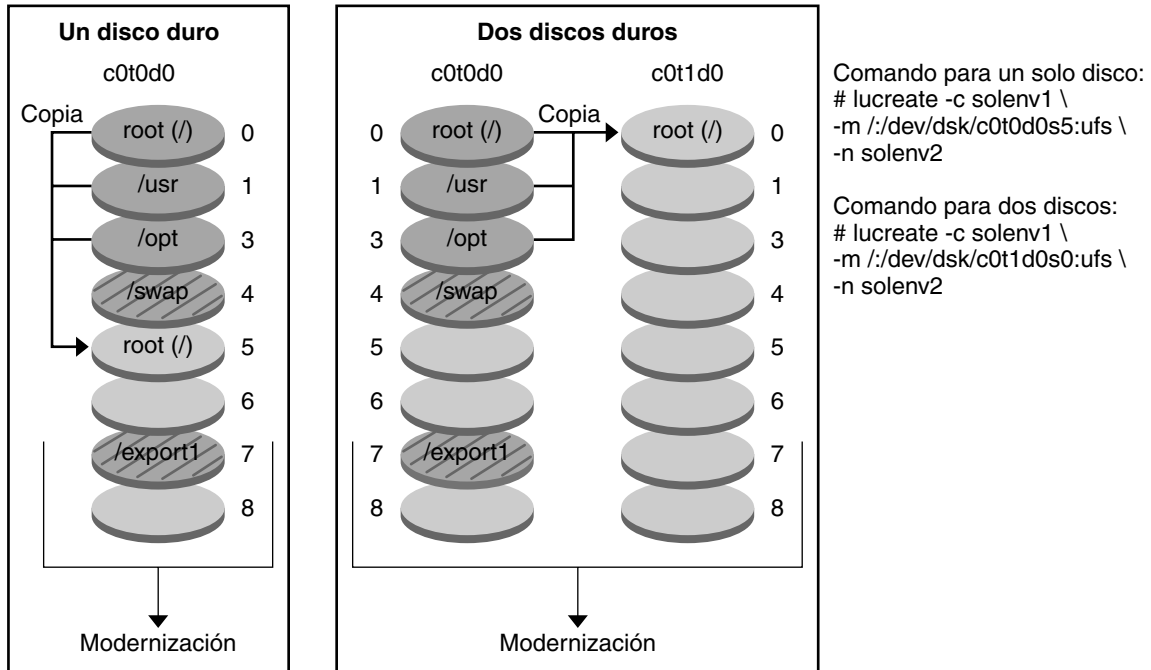 Un disco duro
c0t0d0
Copia
root (/) 0
/usr 1
/opt 3
/swap 4
root (/) 5
6
/export1 7
8
Modernización
Dos discos duros
c0t0d0 c0t1d0
Copia
0 root (/) root (/) 0
1 /usr 1
3 /opt 3
4 /swap 4
5 5
6 6
7 /export1 7
8 8
Modernización
Comando para un solo disco:
# lucreate -c solenv1 \
-m /:/dev/dsk/c0t0d0s5:ufs \
-n solenv2
Comando para dos discos:
# lucreate -c solenv1 \
-m /:/dev/dsk/c0t1d0s0:ufs \
-n solenv2